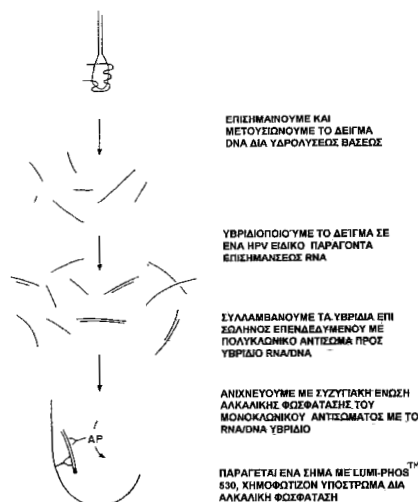 ΕΠΙΣΗΜΑΙΝΟΥΜΕ ΚΑΙ
ΜΕΤΟΥΣΙΩΝΟΥΜΕ ΤΟ ΔΕΙΓΜΑ
DNA ΔΙΑ ΥΔΡΟΛΥΣΕΩΣ ΒΑΣΕΩΣ
ΥΒΡΙΔΙΟΠΟΙΟΥΜΕ ΤΟ ΔΕΙΓΜΑ ΣΕ
ΕΝΑ HPV ΕΙΔΙΚΟ ΠΑΡΑΓΟΝΤΑ
ΕΠΙΣΗΜΑΝΣΕΩΣ RNA
ΣΥΛΛΑΜΒΑΝΟΥΜΕ ΤΑ ΥΒΡΙΔΙΑ ΕΠΙ
ΣΩΛΗΝΟΣ ΕΠΕΝΔΕΔΥΜΕΝΟΥ ΜΕ
ΠΟΛΥΚΛΩΝΙΚΟ ΑΝΤΙΣΩΜΑ ΠΡΟΣ
ΥΒΡΙΔΙΟ RNA/DNA
ΑΝΙΧΝΕΥΟΥΜΕ ΜΕ ΣΥΖΥΓΙΑΚΗ ΕΝΩΣΗ
ΑΛΚΑΛΙΚΗΣ ΦΩΣΦΑΤΑΣΗΣ ΤΟΥ
ΜΟΝΟΚΛΩΝΙΚΟΥ ΑΝΤΙΣΩΜΑΤΟΣ ΜΕ ΤΟ
RNA/DNA ΥΒΡΙΔΙΟ
AP
ΠΑΡΑΓΕΤΑΙ ΕΝΑ ΣΗΜΑ ΜΕ LUMI-PHOS™
530, ΧΗΜΟΦΩΤΙΖΟΝ ΥΠΟΣΤΡΩΜΑ ΔΙΑ
ΑΛΚΑΛΙΚΗ ΦΩΣΦΑΤΑΣΗ